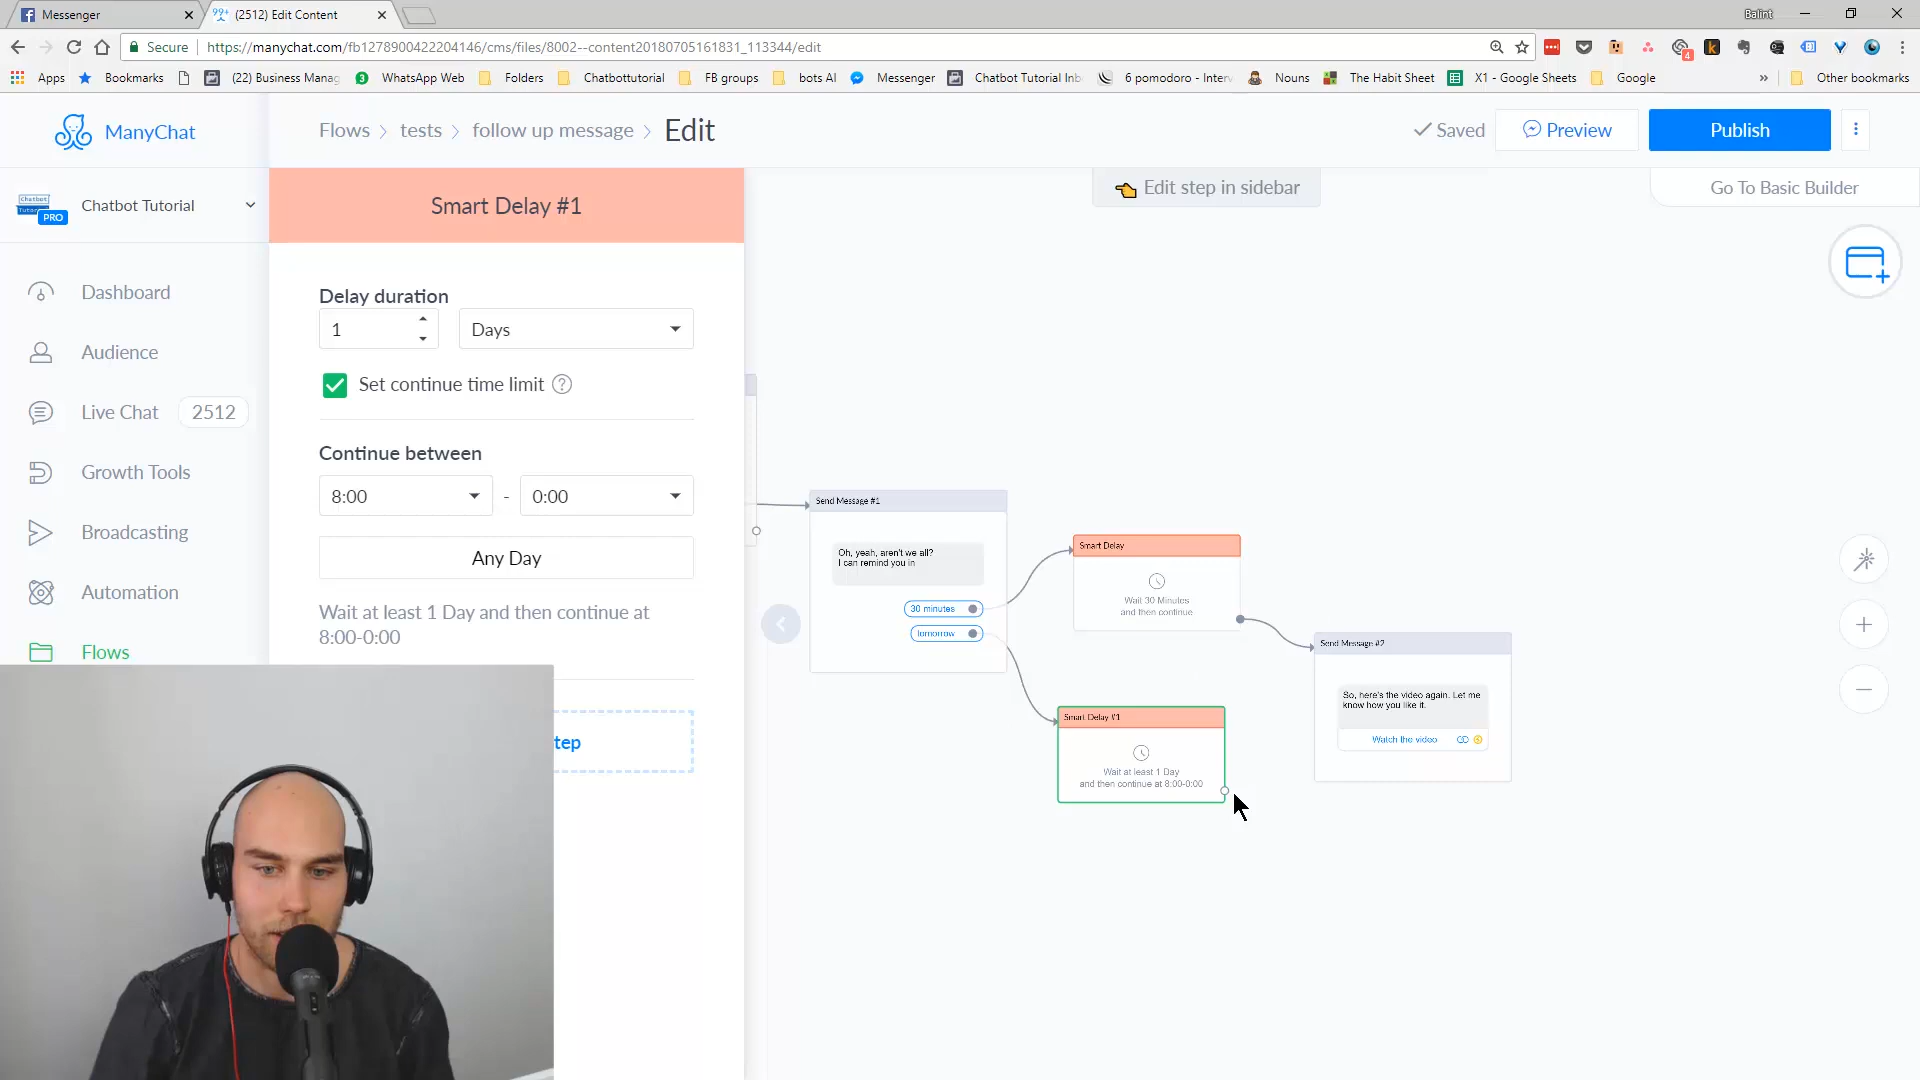 Messenger
99+
(2512) Edit Content
Balint
Secure
https://manychat.com/fb1278900422204146/cms/files/8002--content20180705161831_113344/edit
4
Apps
Bookmarks
(22) Business Manag
3
WhatsApp Web
Folders
Chatbottutorial
FB groups
bots AI
Messenger
Chatbot Tutorial Inb
6 pomodoro - Interv
Nouns
The Habit Sheet
X1 - Google Sheets
Google
»
Other bookmarks
ManyChat
Flows
tests
follow up message
Edit
Saved
Preview
Publish
PRO
Chatbot Tutorial
Smart Delay #1
Edit step in sidebar
Go To Basic Builder
Dashboard
Audience
Live Chat
2512
Growth Tools
Broadcasting
Automation
Flows
Delay duration
1
Days
Set continue time limit
?
Continue between
8:00
-
0:00
Any Day
Wait at least 1 Day and then continue at
8:00-0:00
tep
Send Message #1
Oh, yeah, aren't we all?
I can remind you in
30 minutes
tomorrow
Smart Delay
Wait 30 Minutes
and then continue
Smart Delay #1
Wait at least 1 Day
and then continue at 8:00-0:00
Send Message #2
So, here's the video again. Let me
know how you like it.
Watch the video